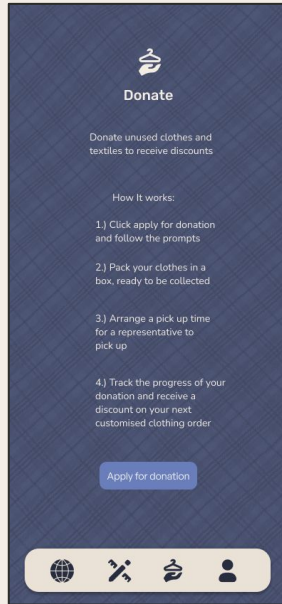 Donate
Donate unused clothes and
textiles to receive discounts
How It works:
1.) Click apply for donation
and follow the prompts
2.) Pack your clothes in a
box, ready to be collected
3.) Arrange a pick up time
for a representative to
pick up
4.) Track the progress of your
donation and receive a
discount on your next
customised clothing order
Apply for donation